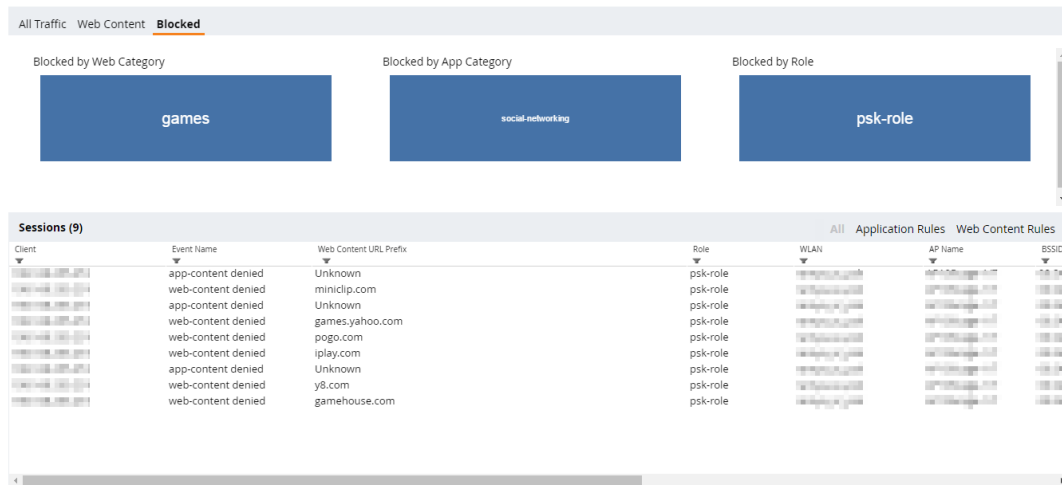 All Traffic Web Content Blocked
Blocked by Web Category Blocked by App Category Blocked by Role
games social-networking psk-role
Sessions (9) All Application Rules Web Content Rules
Client Event Name Web Content URL Prefix Role WLAN AP Name BSSID
app-content denied Unknown psk-role
web-content denied miniclip.com psk-role
app-content denied Unknown psk-role
web-content denied games.yahoo.com psk-role
web-content denied pogo.com psk-role
web-content denied iplay.com psk-role
app-content denied Unknown psk-role
web-content denied y8.com psk-role
web-content denied gamehouse.com psk-role